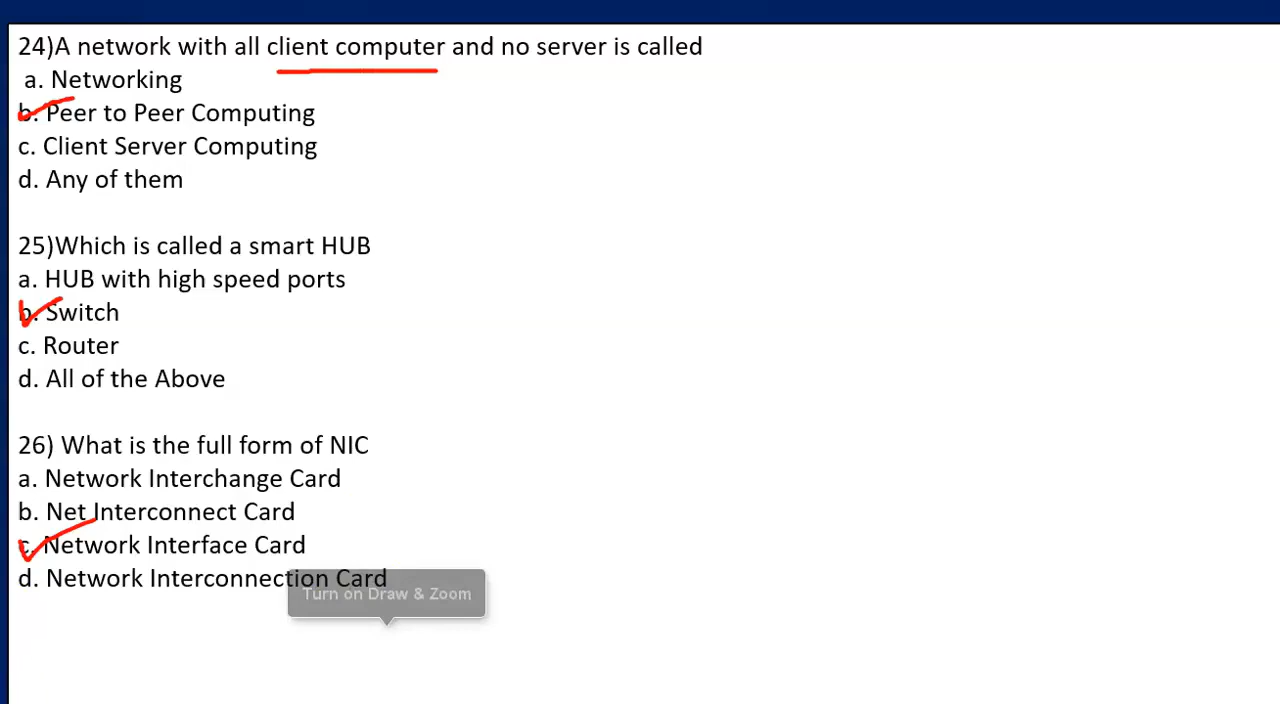 24)A network with all client computer and no server is called
a. Networking
b. Peer to Peer Computing
c. Client Server Computing
d. Any of them
25)Which is called a smart HUB
a. HUB with high speed ports
b. Switch
c. Router
d. All of the Above
26) What is the full form of NIC
a. Network Interchange Card
b. Net Interconnect Card
c. Network Interface Card
d. Network Interconnection Card
Turn on Draw & Zoom